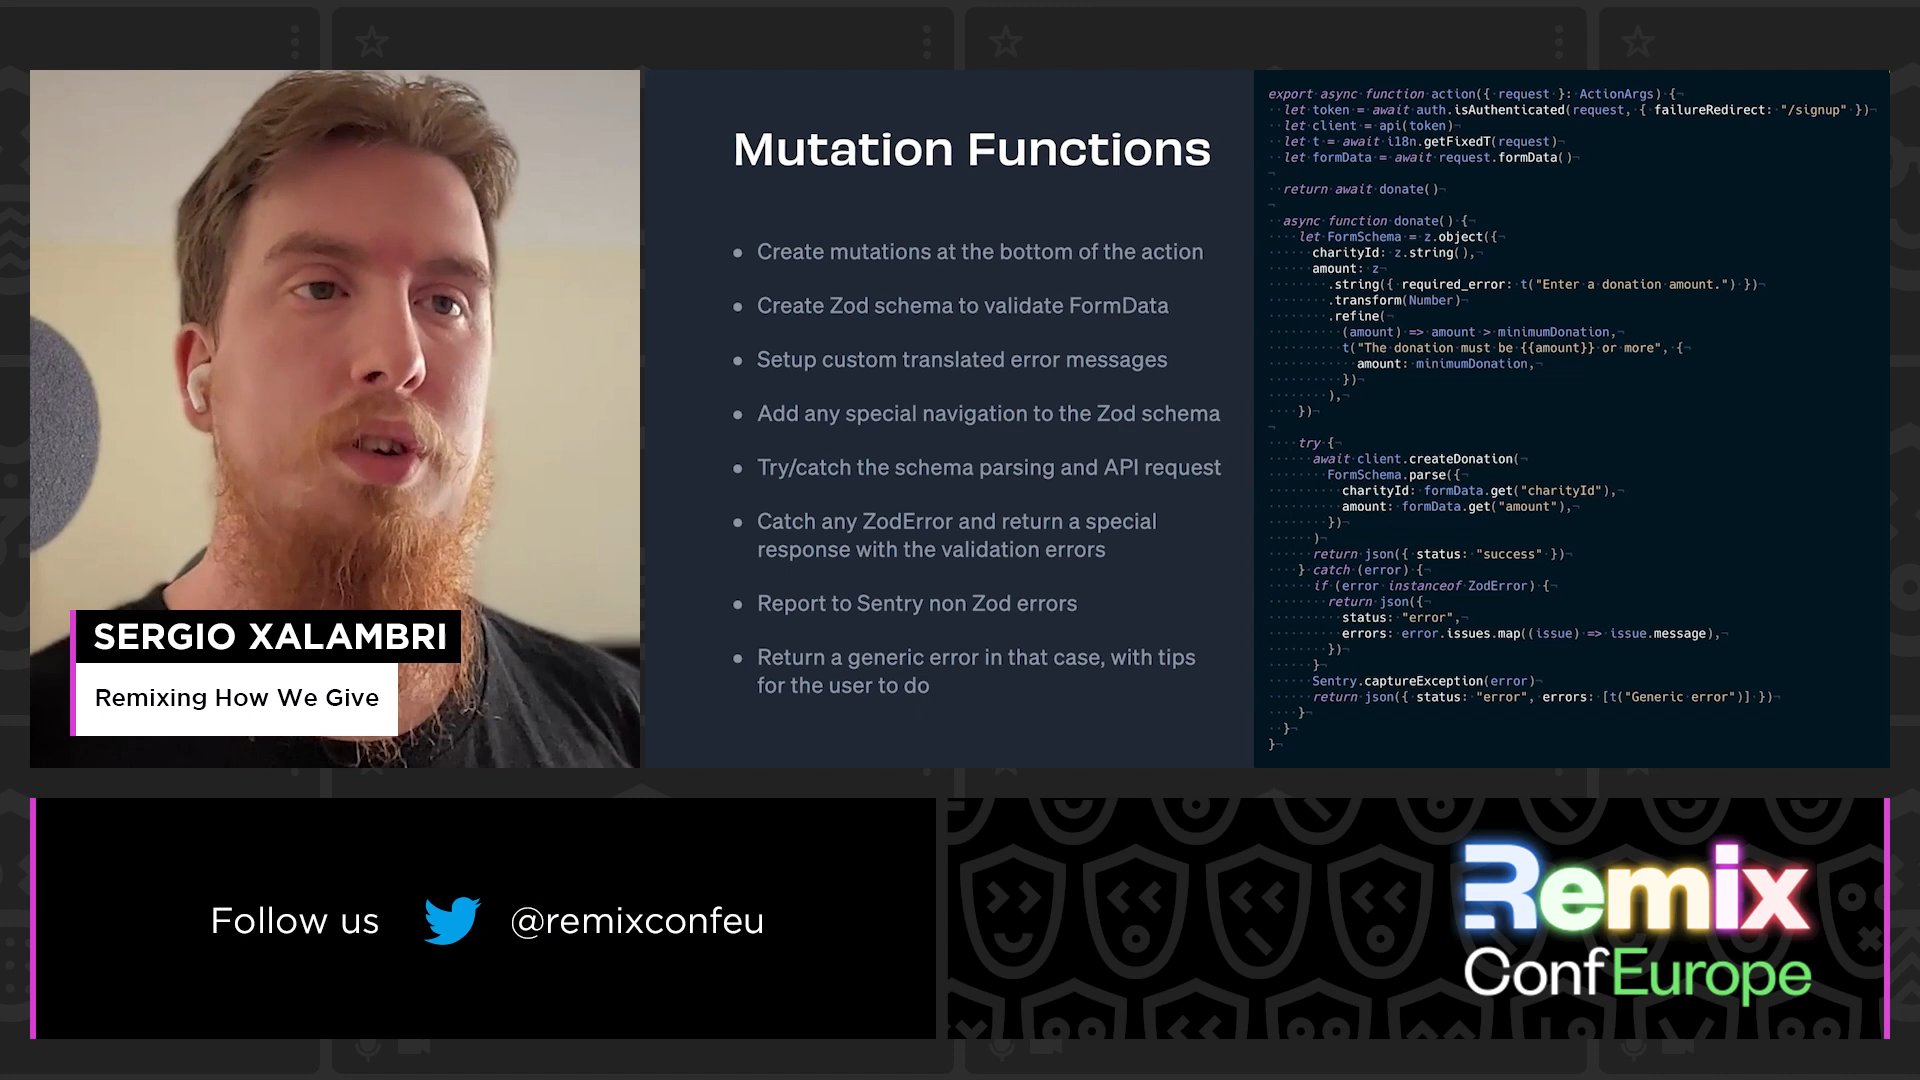 SERGIO XALAMBRI
Remixing How We Give
Mutation Functions
• Create mutations at the bottom of the action
• Create Zod schema to validate FormData
• Setup custom translated error messages
• Add any special navigation to the Zod schema
• Try/catch the schema parsing and API request
• Catch any ZodError and return a special
response with the validation errors
• Report to Sentry non Zod errors
• Return a generic error in that case, with tips
for the user to do
export async function action({ request }: ActionArgs) {
let token = await auth.isAuthenticated(request, { failureRedirect: "/signup" })
let client = api(token)
let t = await i18n.getFixedT(request)
let formData = await request.formData()
return await donate()
async function donate() {
let FormSchema = z.object({
charityId: z.string(),
amount: z
.string({ required_error: t("Enter a donation amount.") })
.transform(Number)
.refine(
(amount) => amount > minimumDonation,
t("The donation must be {{amount}} or more", {
amount: minimumDonation,
})
),
})
try {
await client.createDonation(
FormSchema.parse({
charityId: formData.get("charityId"),
amount: formData.get("amount"),
})
)
return json({ status: "success" })
} catch (error) {
if (error instanceof ZodError) {
return json({
status: "error",
errors: error.issues.map((issue) => issue.message),
})
}
Sentry.captureException(error)
return json({ status: "error", errors: [t("Generic error")] })
}
}
}
Follow us @remixconfeu
Remix
ConfEurope